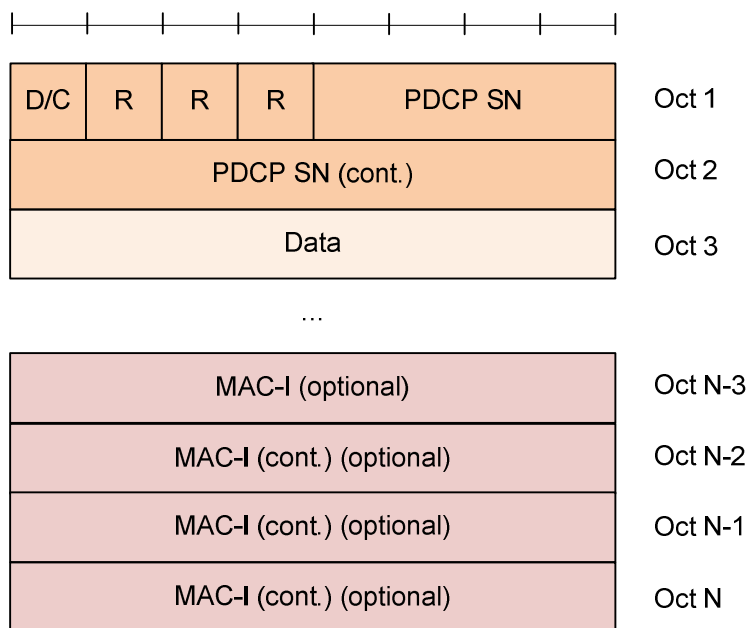 D/C R R R PDCP SN Oct 1
PDCP SN (cont.) Oct 2
Data Oct 3
...
MAC-I (optional) Oct N-3
MAC-I (cont.) (optional) Oct N-2
MAC-I (cont.) (optional) Oct N-1
MAC-I (cont.) (optional) Oct N